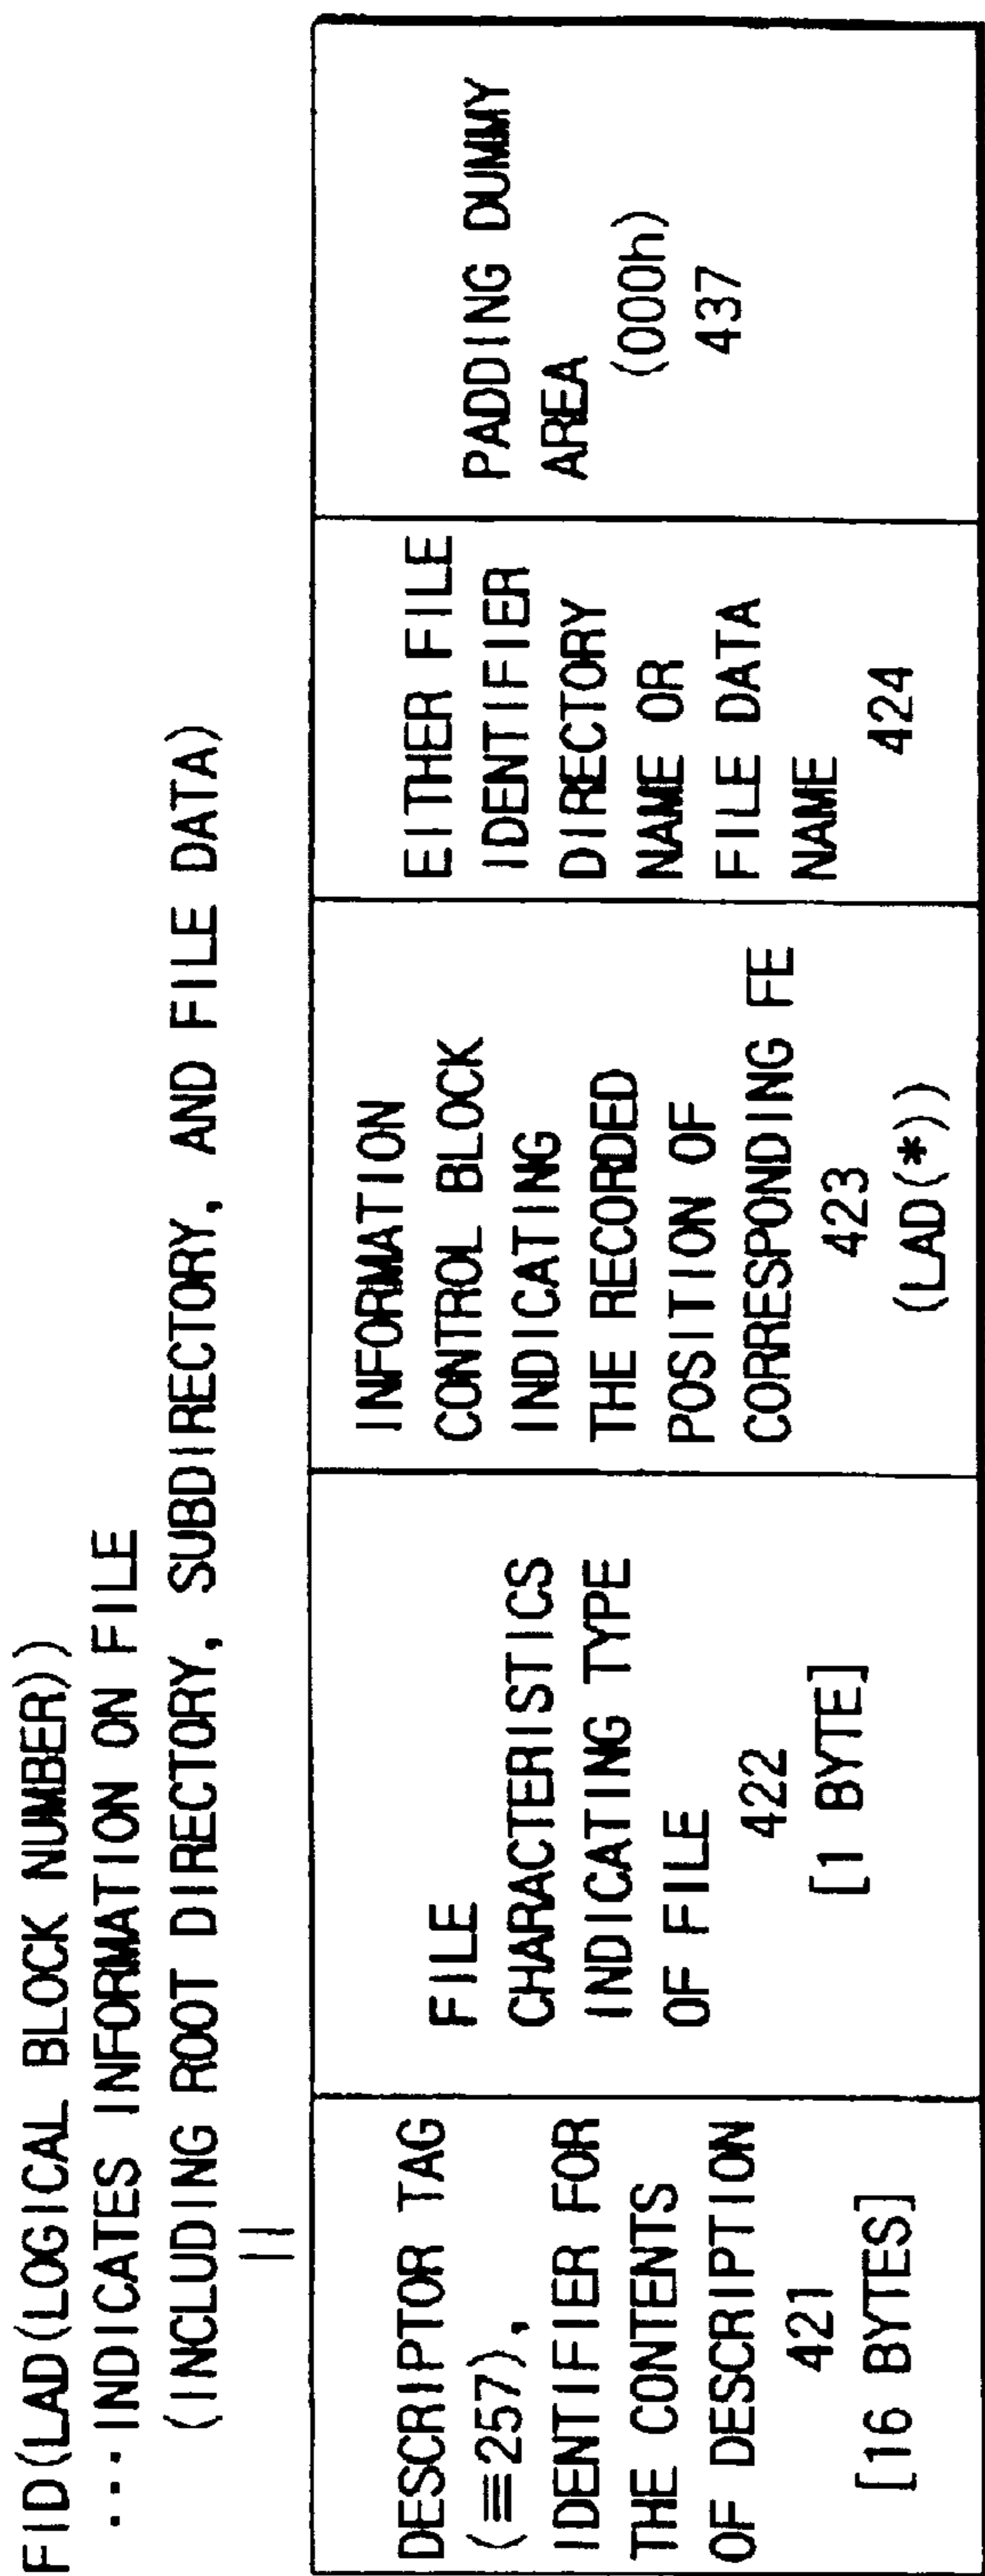 FID(LAD(LOGICAL BLOCK NUMBER))
···INDICATES INFORMATION ON FILE
(INCLUDING ROOT DIRECTORY, SUBDIRECTORY, AND FILE DATA)
||
DESCRIPTOR TAG
(≡257),
IDENTIFIER FOR
THE CONTENTS
OF DESCRIPTION
421
[16 BYTES]
FILE
CHARACTERISTICS
INDICATING TYPE
OF FILE
422
[1 BYTE]
INFORMATION
CONTROL BLOCK
INDICATING
THE RECORDED
POSITION OF
CORRESPONDING FE
423
(LAD(*))
EITHER FILE
IDENTIFIER
DIRECTORY
NAME OR
FILE DATA
NAME
424
PADDING DUMMY
AREA
(000h)
437